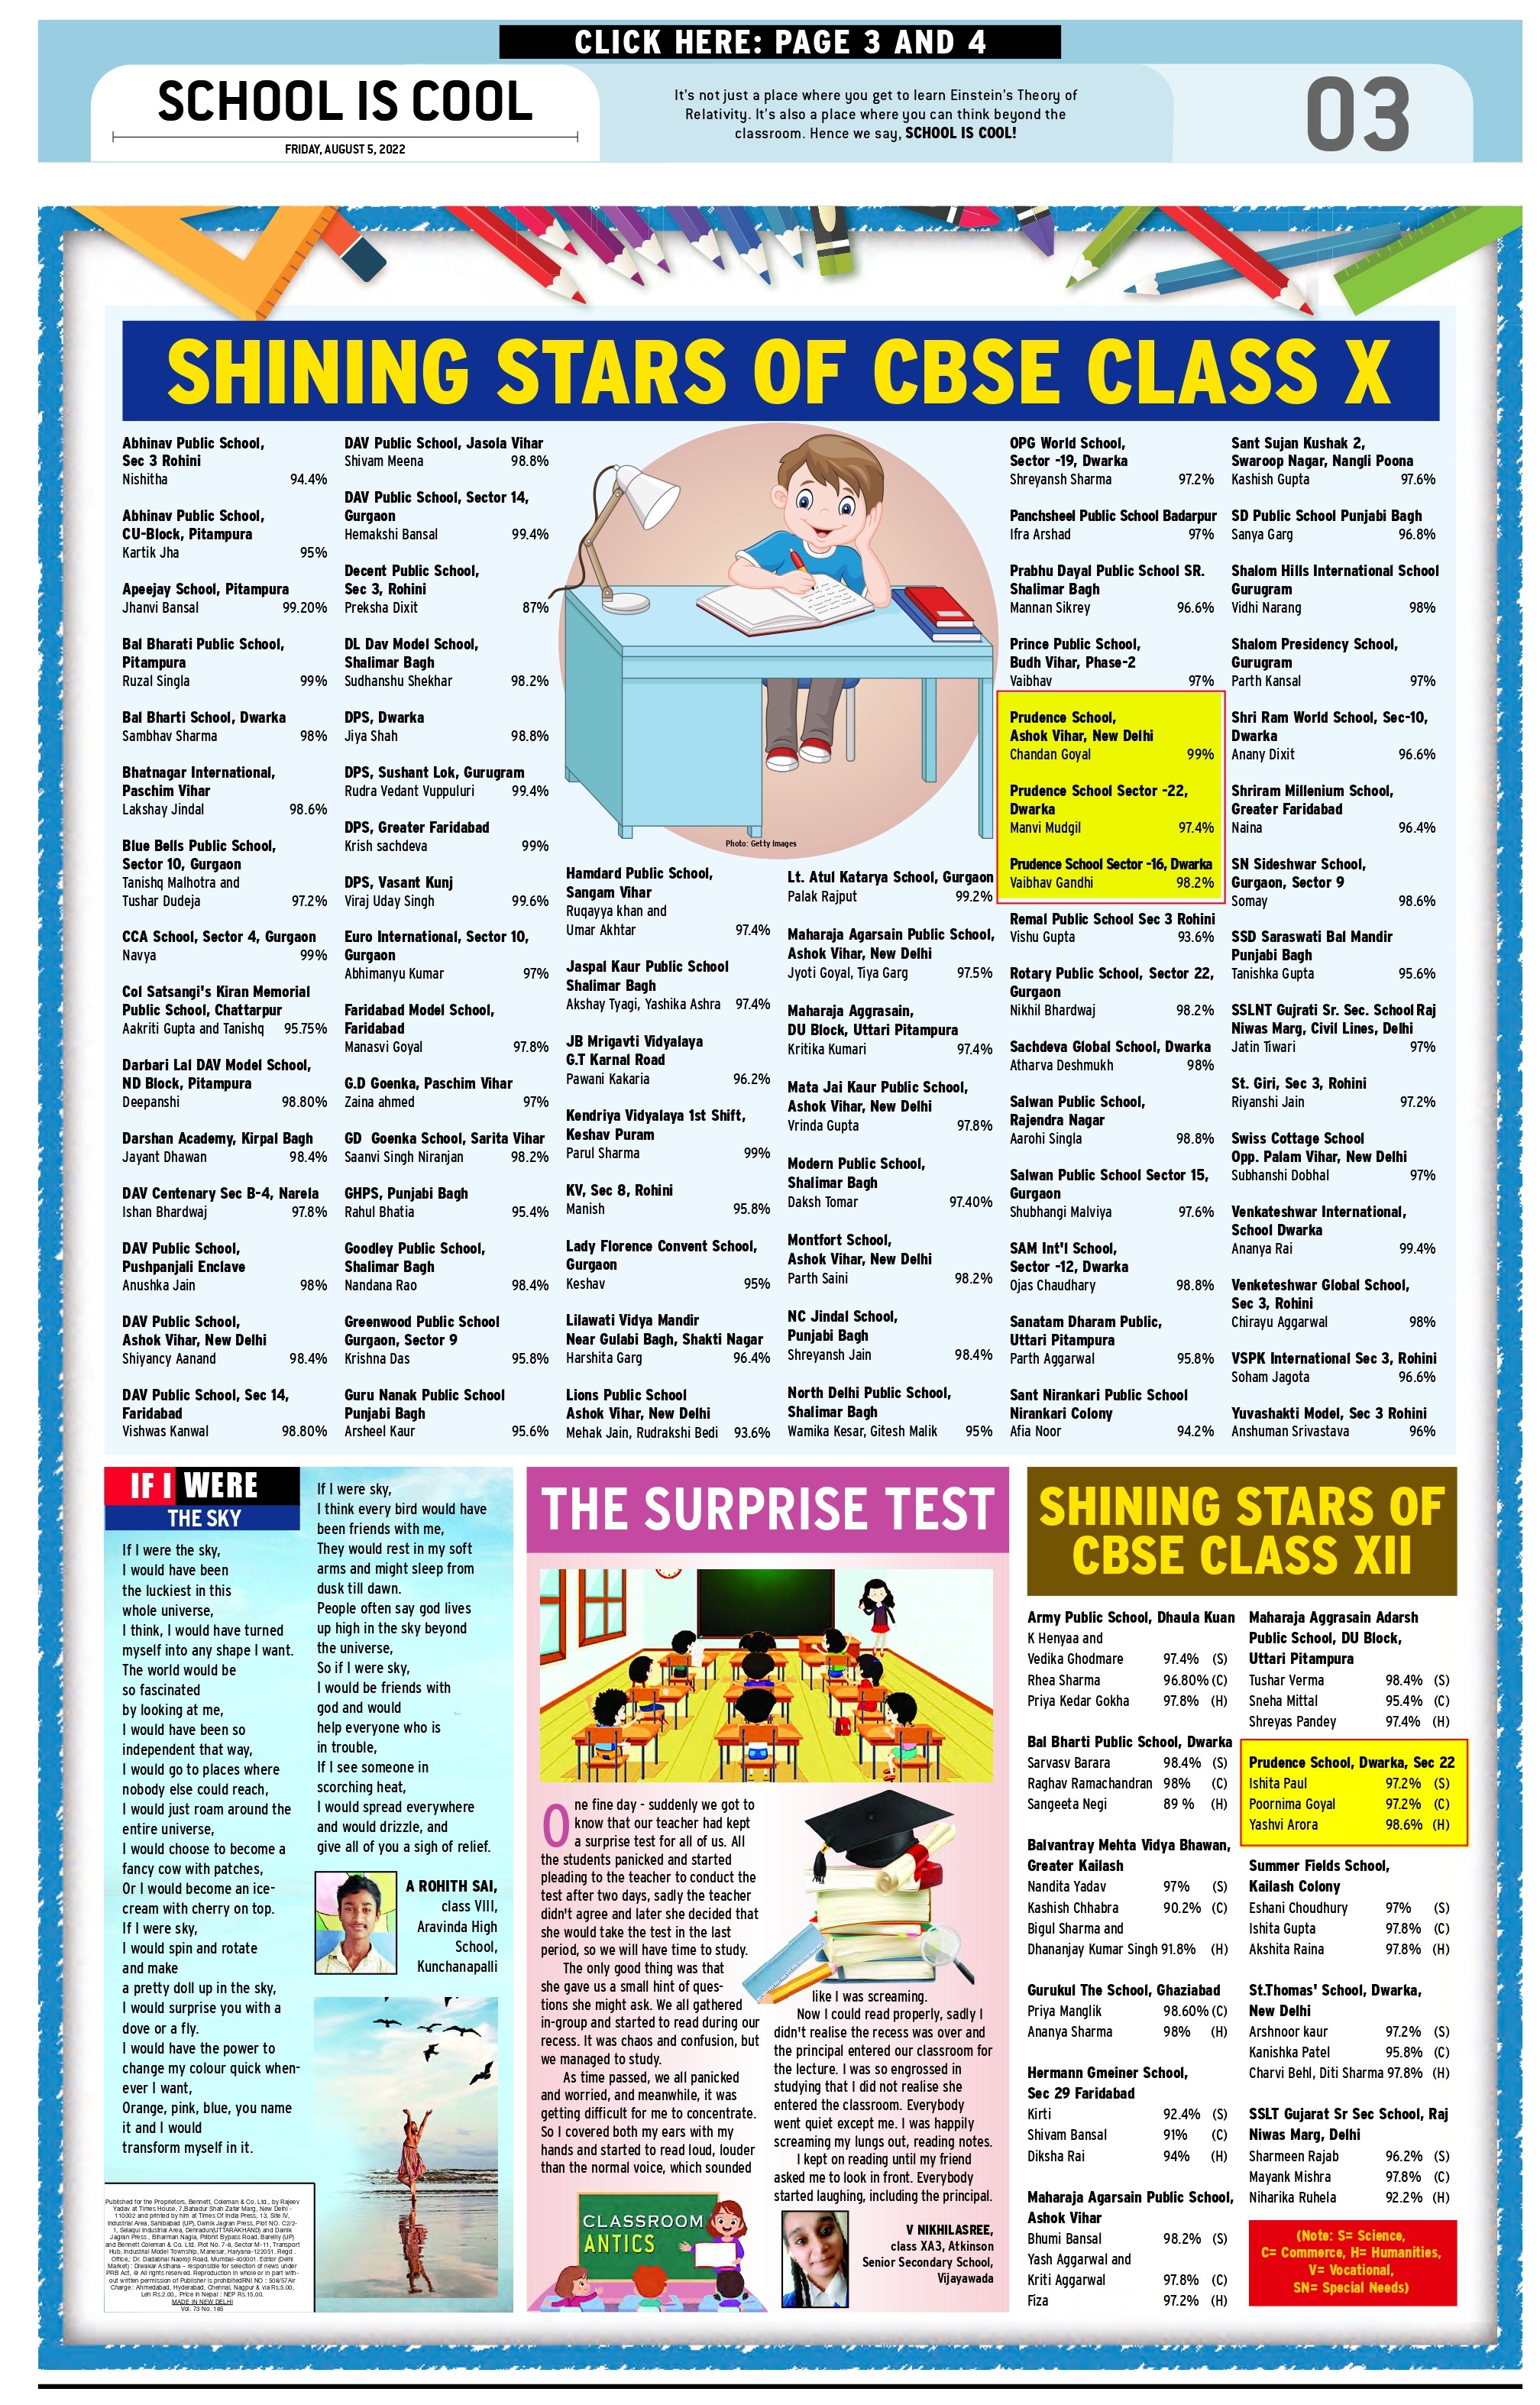 CLICK HERE: PAGE 3 AND 4
SCHOOL IS COOL
FRIDAY, AUGUST 5, 2022
It's not just a place where you get to learn Einstein's Theory of
Relativity. It's also a place where you can think beyond the
classroom. Hence we say, SCHOOL IS COOL!
03
SHINING STARS OF CBSE CLASS X
Abhinav Public School,
Sec 3 Rohini
Nishitha 94.4%
Abhinav Public School,
CU-Block, Pitampura
Kartik Jha 95%
Apeejay School, Pitampura
Jhanvi Bansal 99.20%
Bal Bharati Public School,
Pitampura
Ruzal Singla 99%
Bal Bharti School, Dwarka
Sambhav Sharma 98%
Bhatnagar International,
Paschim Vihar
Lakshay Jindal 98.6%
Blue Bells Public School,
Sector 10, Gurgaon
Tanishq Malhotra and
Tushar Dudeja 97.2%
CCA School, Sector 4, Gurgaon
Navya 99%
Col Satsangi's Kiran Memorial
Public School, Chattarpur
Aakriti Gupta and Tanishq 95.75%
Darbari Lal DAV Model School,
ND Block, Pitampura
Deepanshi 98.80%
Darshan Academy, Kirpal Bagh
Jayant Dhawan 98.4%
DAV Centenary Sec B-4, Narela
Ishan Bhardwaj 97.8%
DAV Public School,
Pushpanjali Enclave
Anushka Jain 98%
DAV Public School,
Ashok Vihar, New Delhi
Shiyancy Aanand 98.4%
DAV Public School, Sec 14,
Faridabad
Vishwas Kanwal 98.80%
DAV Public School, Jasola Vihar
Shivam Meena 98.8%
DAV Public School, Sector 14,
Gurgaon
Hemakshi Bansal 99.4%
Decent Public School,
Sec 3, Rohini
Preksha Dixit 87%
DL Dav Model School,
Shalimar Bagh
Sudhanshu Shekhar 98.2%
DPS, Dwarka
Jiya Shah 98.8%
DPS, Sushant Lok, Gurugram
Rudra Vedant Vuppuluri 99.4%
DPS, Greater Faridabad
Krish sachdeva 99%
DPS, Vasant Kunj
Viraj Uday Singh 99.6%
Euro International, Sector 10,
Gurgaon
Abhimanyu Kumar 97%
Faridabad Model School,
Faridabad
Manasvi Goyal 97.8%
G.D Goenka, Paschim Vihar
Zaina ahmed 97%
GD Goenka School, Sarita Vihar
Saanvi Singh Niranjan 98.2%
GHPS, Punjabi Bagh
Rahul Bhatia 95.4%
Goodley Public School,
Shalimar Bagh
Nandana Rao 98.4%
Greenwood Public School
Gurgaon, Sector 9
Krishna Das 95.8%
Guru Nanak Public School
Punjabi Bagh
Arsheel Kaur 95.6%
Photo: Getty Images
Hamdard Public School,
Sangam Vihar
Ruqayya khan and
Umar Akhtar 97.4%
Jaspal Kaur Public School
Shalimar Bagh
Akshay Tyagi, Yashika Ashra 97.4%
JB Mrigavti Vidyalaya
G.T Karnal Road
Pawani Kakaria 96.2%
Kendriya Vidyalaya 1st Shift,
Keshav Puram
Parul Sharma 99%
KV, Sec 8, Rohini
Manish 95.8%
Lady Florence Convent School,
Gurgaon
Keshav 95%
Lilawati Vidya Mandir
Near Gulabi Bagh, Shakti Nagar
Harshita Garg 96.4%
Lions Public School
Ashok Vihar, New Delhi
Mehak Jain, Rudrakshi Bedi 93.6%
Lt. Atul Katarya School, Gurgaon
Palak Rajput 99.2%
Maharaja Agarsain Public School,
Ashok Vihar, New Delhi
Jyoti Goyal, Tiya Garg 97.5%
Maharaja Aggrasain,
DU Block, Uttari Pitampura
Kritika Kumari 97.4%
Mata Jai Kaur Public School,
Ashok Vihar, New Delhi
Vrinda Gupta 97.8%
Modern Public School,
Shalimar Bagh
Daksh Tomar 97.40%
Montfort School,
Ashok Vihar, New Delhi
Parth Saini 98.2%
NC Jindal School,
Punjabi Bagh
Shreyansh Jain 98.4%
North Delhi Public School,
Shalimar Bagh
Wamika Kesar, Gitesh Malik 95%
OPG World School,
Sector -19, Dwarka
Shreyansh Sharma 97.2%
Panchsheel Public School Badarpur
Ifra Arshad 97%
Prabhu Dayal Public School SR.
Shalimar Bagh
Mannan Sikrey 96.6%
Prince Public School,
Budh Vihar, Phase-2
Vaibhav 97%
Prudence School,
Ashok Vihar, New Delhi
Chandan Goyal 99%
Prudence School Sector -22,
Dwarka
Manvi Mudgil 97.4%
Prudence School Sector -16, Dwarka
Vaibhav Gandhi 98.2%
Remal Public School Sec 3 Rohini
Vishu Gupta 93.6%
Rotary Public School, Sector 22,
Gurgaon
Nikhil Bhardwaj 98.2%
Sachdeva Global School, Dwarka
Atharva Deshmukh 98%
Salwan Public School,
Rajendra Nagar
Aarohi Singla 98.8%
Salwan Public School Sector 15,
Gurgaon
Shubhangi Malviya 97.6%
SAM Int'l School,
Sector -12, Dwarka
Ojas Chaudhary 98.8%
Sanatam Dharam Public,
Uttari Pitampura
Parth Aggarwal 95.8%
Sant Nirankari Public School
Nirankari Colony
Afia Noor 94.2%
Sant Sujan Kushak 2,
Swaroop Nagar, Nangli Poona
Kashish Gupta 97.6%
SD Public School Punjabi Bagh
Sanya Garg 96.8%
Shalom Hills International School
Gurugram
Vidhi Narang 98%
Shalom Presidency School,
Gurugram
Parth Kansal 97%
Shri Ram World School, Sec-10,
Dwarka
Anany Dixit 96.6%
Shriram Millenium School,
Greater Faridabad
Naina 96.4%
SN Sideshwar School,
Gurgaon, Sector 9
Somay 98.6%
SSD Saraswati Bal Mandir
Punjabi Bagh
Tanishka Gupta 95.6%
SSLNT Gujrati Sr. Sec. School Raj
Niwas Marg, Civil Lines, Delhi
Jatin Tiwari 97%
St. Giri, Sec 3, Rohini
Riyanshi Jain 97.2%
Swiss Cottage School
Opp. Palam Vihar, New Delhi
Subhanshi Dobhal 97%
Venkateshwar International,
School Dwarka
Ananya Rai 99.4%
Venketeshwar Global School,
Sec 3, Rohini
Chirayu Aggarwal 98%
VSPK International Sec 3, Rohini
Soham Jagota 96.6%
Yuvashakti Model, Sec 3 Rohini
Anshuman Srivastava 96%
IF I WERE
THE SKY
If I were the sky,
I would have been
the luckiest in this
whole universe,
I think, I would have turned
myself into any shape I want.
The world would be
so fascinated
by looking at me,
I would have been so
independent that way,
I would go to places where
nobody else could reach,
I would just roam around the
entire universe,
I would choose to become a
fancy cow with patches,
Or I would become an ice-
cream with cherry on top.
If I were sky,
I would spin and rotate
and make
a pretty doll up in the sky,
I would surprise you with a
dove or a fly.
I would have the power to
change my colour quick when-
ever I want,
Orange, pink, blue, you name
it and I would
transform myself in it.
If I were sky,
I think every bird would have
been friends with me,
They would rest in my soft
arms and might sleep from
dusk till dawn.
People often say god lives
up high in the sky beyond
the universe,
So if I were sky,
I would be friends with
god and would
help everyone who is
in trouble,
If I see someone in
scorching heat,
I would spread everywhere
and would drizzle, and
give all of you a sigh of relief.
A ROHITH SAI,
class VIII,
Aravinda High
School,
Kunchanapalli
Published for the Proprietors, Bennett, Coleman & Co. Ltd., by Rajeev
Yadav at Times House, 7,Bahadur Shah Zafar Marg, New Delhi -
110002 and printed by him at Times Of India Press, 13, Site IV,
Industrial Area, Sahibabad (UP), Dainik Jagran Press, Plot NO. C2/2-
1, Selaqui Industrial Area, Dehradun(UTTARAKHAND) and Dainik
Jagran Press , Bharman Nagla, Pilibhit Bypass Road, Bareilly (UP)
and Bennett Coleman & Co. Ltd. Plot No. 7-8, Sector M-11, Transport
Hub, Industrial Model Township, Manesar, Haryana-122051. Regd .
Office,: Dr. Dadabhai Naoroji Road, Mumbai-400001. Editor (Delhi
Market) : Diwakar Asthana – responsible for selection of news under
PRB Act, © All rights reserved. Reproduction in whole or in part with-
out written permission of Publisher is prohibited
Charge : Ahmedabad, Hyderabad, Chennai, Nagpur & via Rs.5.00,
Leh Rs.2.00., Price In Nepal : NEP Rs.15.00.
MADE IN NEW DELHI
Vol. 73 No. 185
THE SURPRISE TEST
One fine day - suddenly we got to
know that our teacher had kept
a surprise test for all of us. All
the students panicked and started
pleading to the teacher to conduct the
test after two days, sadly the teacher
didn't agree and later she decided that
she would take the test in the last
period, so we will have time to study.
The only good thing was that
she gave us a small hint of ques-
tions she might ask. We all gathered
in-group and started to read during our
recess. It was chaos and confusion, but
we managed to study.
As time passed, we all panicked
and worried, and meanwhile, it was
getting difficult for me to concentrate.
So I covered both my ears with my
hands and started to read loud, louder
than the normal voice, which sounded
like I was screaming.
Now I could read properly, sadly I
didn't realise the recess was over and
the principal entered our classroom for
the lecture. I was so engrossed in
studying that I did not realise she
entered the classroom. Everybody
went quiet except me. I was happily
screaming my lungs out, reading notes.
I kept on reading until my friend
asked me to look in front. Everybody
started laughing, including the principal.
CLASSROOM
ANTICS
V NIKHILASREE,
class XA3, Atkinson
Senior Secondary School,
Vijayawada
SHINING STARS OF
CBSE CLASS XII
Army Public School, Dhaula Kuan
K Henyaa and
Vedika Ghodmare 97.4% (S)
Rhea Sharma 96.80% (C)
Priya Kedar Gokha 97.8% (H)
Bal Bharti Public School, Dwarka
Sarvasv Barara 98.4% (S)
Raghav Ramachandran 98% (C)
Sangeeta Negi 89 % (H)
Balvantray Mehta Vidya Bhawan,
Greater Kailash
Nandita Yadav 97% (S)
Kashish Chhabra 90.2% (C)
Bigul Sharma and
Dhananjay Kumar Singh 91.8% (H)
Gurukul The School, Ghaziabad
Priya Manglik 98.60% (C)
Ananya Sharma 98% (H)
Hermann Gmeiner School,
Sec 29 Faridabad
Kirti 92.4% (S)
Shivam Bansal 91% (C)
Diksha Rai 94% (H)
Maharaja Agarsain Public School,
Ashok Vihar
Bhumi Bansal 98.2% (S)
Yash Aggarwal and
Kriti Aggarwal 97.8% (C)
Fiza 97.2% (H)
Maharaja Aggrasain Adarsh
Public School, DU Block,
Uttari Pitampura
Tushar Verma 98.4% (S)
Sneha Mittal 95.4% (C)
Shreyas Pandey 97.4% (H)
Prudence School, Dwarka, Sec 22
Ishita Paul 97.2% (S)
Poornima Goyal 97.2% (C)
Yashvi Arora 98.6% (H)
Summer Fields School,
Kailash Colony
Eshani Choudhury 97% (S)
Ishita Gupta 97.8% (C)
Akshita Raina 97.8% (H)
St.Thomas' School, Dwarka,
New Delhi
Arshnoor kaur 97.2% (S)
Kanishka Patel 95.8% (C)
Charvi Behl, Diti Sharma 97.8% (H)
SSLT Gujarat Sr Sec School, Raj
Niwas Marg, Delhi
Sharmeen Rajab 96.2% (S)
Mayank Mishra 97.8% (C)
Niharika Ruhela 92.2% (H)
(Note: S= Science,
C= Commerce, H= Humanities,
V= Vocational,
SN= Special Needs)